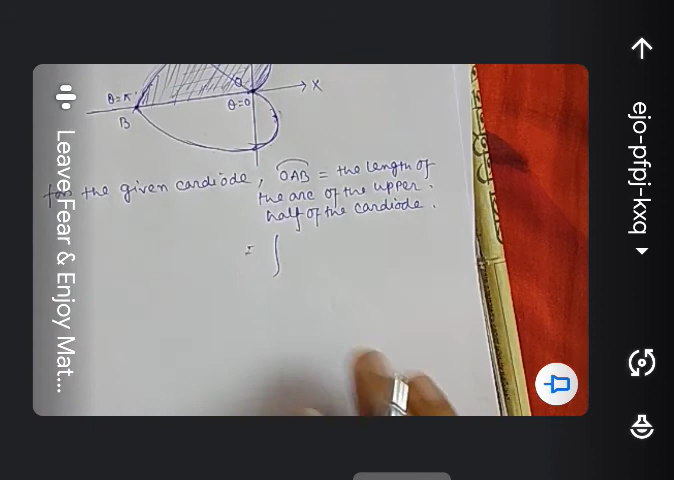 X
θ=π
θ=0
B
for the given cardiode, OAB = the length of
the arc of the upper
half of the cardiode.
= ∫
Leave Fear & Enjoy Mat...
ejo-pfpj-kxq